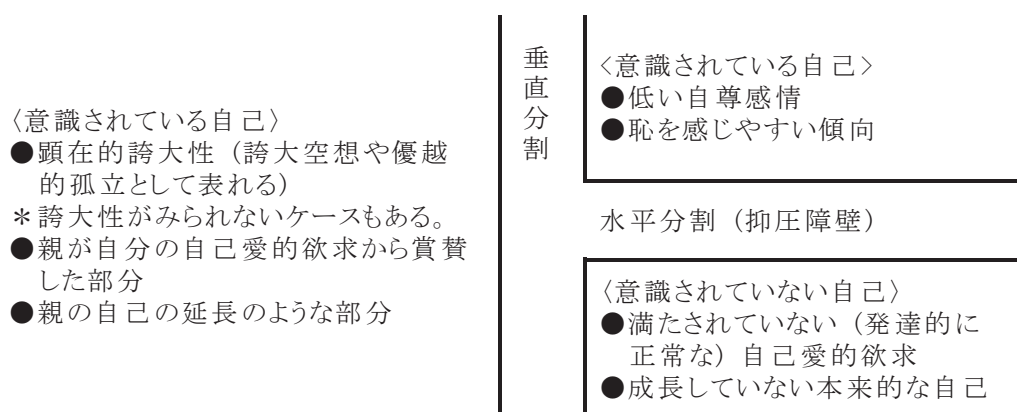 〈意識されている自己〉
●顕在的誇大性（誇大空想や優越
的孤立として表れる）
＊誇大性がみられないケースもある。
●親が自分の自己愛的欲求から賞賛
した部分
●親の自己の延長のような部分
垂直分割
〈意識されている自己〉
●低い自尊感情
●恥を感じやすい傾向
水平分割（抑圧障壁）
〈意識されていない自己〉
●満たされていない（発達的に
正常な）自己愛的欲求
●成長していない本来的な自己